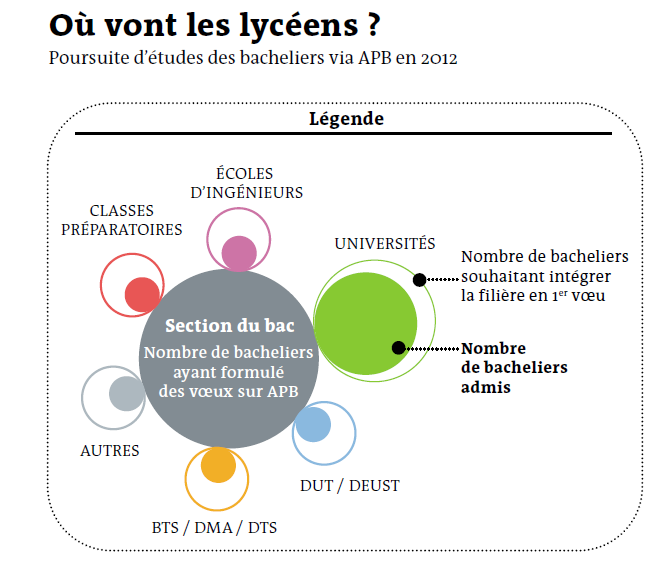 Où vont les lycéens ?
Poursuite d'études des bacheliers via APB en 2012
Légende
ÉCOLES
D'INGÉNIEURS
CLASSES
PRÉPARATOIRES
UNIVERSITÉS
Nombre de bacheliers
souhaitant intégrer
la filière en 1er vœu
Section du bac
Nombre de bacheliers
ayant formulé
des vœux sur APB
Nombre
de bacheliers
admis
AUTRES
DUT / DEUST
BTS / DMA / DTS